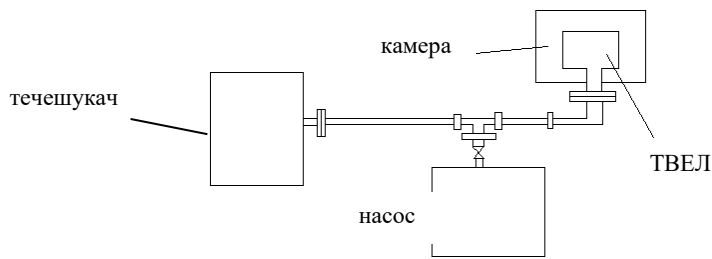 камера
течешукач
ТВЕЛ
насос